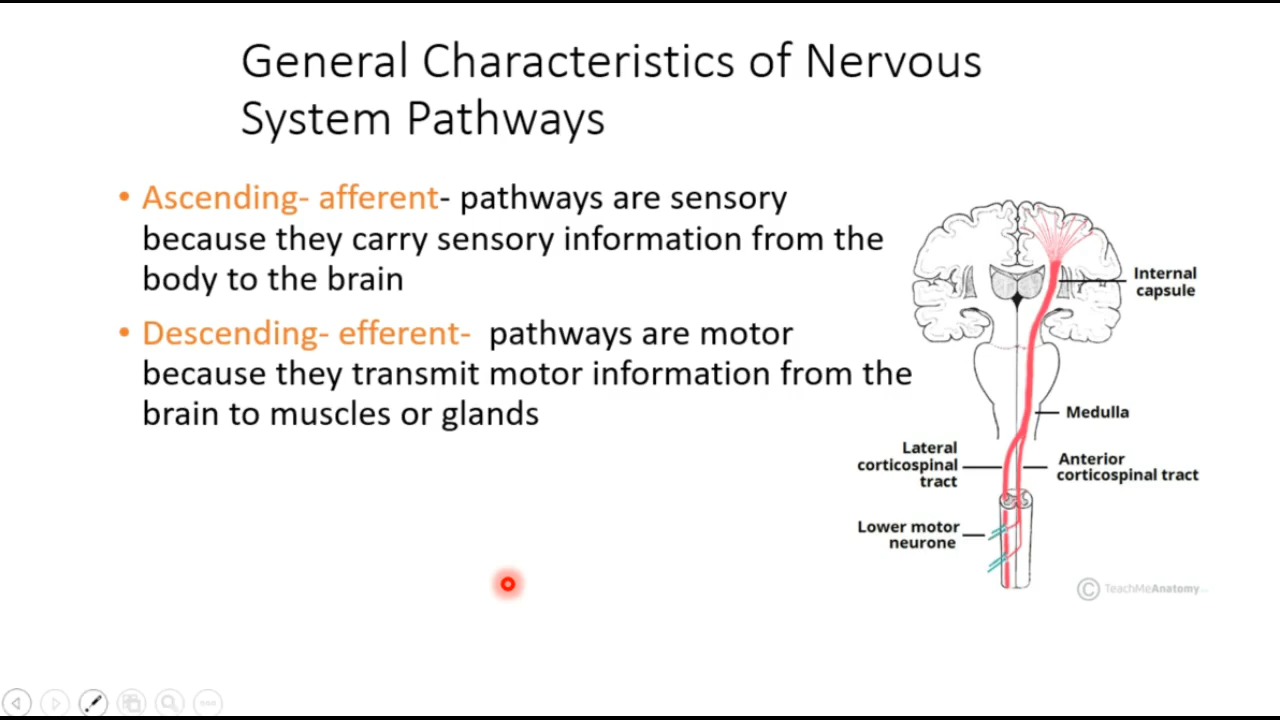 General Characteristics of Nervous
System Pathways
• Ascending- afferent- pathways are sensory
because they carry sensory information from the
body to the brain
• Descending- efferent-  pathways are motor
because they transmit motor information from the
brain to muscles or glands
Internal
capsule
Medulla
Lateral
corticospinal
tract
Anterior
corticospinal tract
Lower motor
neurone
© TeachMeAnatomy